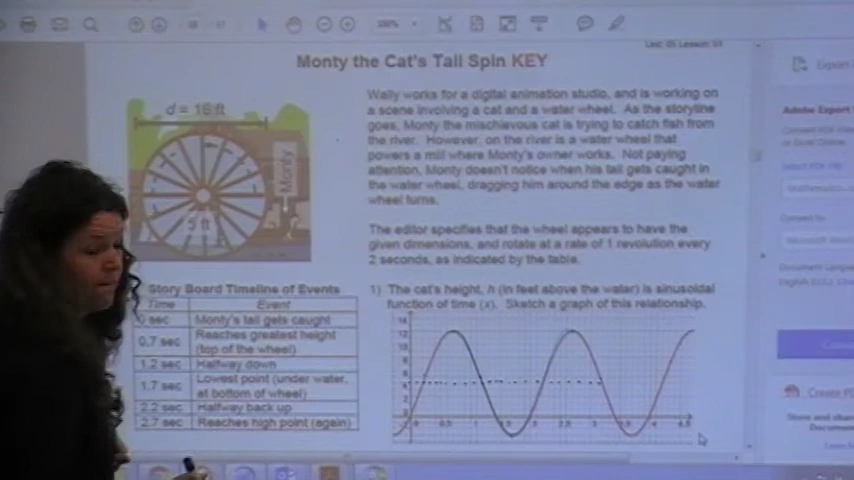 Monty the Cat's Tail Spin KEY
d = 16 ft
Monty
5 ft
Wally works for a digital animation studio, and is working on
a scene involving a cat and a water wheel. As the storyline
goes, Monty the mischievous cat is trying to catch fish from
the river. However, on the river is a water wheel that
powers a mill where Monty's owner works. Not paying
attention, Monty doesn't notice when his tail gets caught in
the water wheel, dragging him around the edge as the water
wheel turns.
The editor specifies that the wheel appears to have the
given dimensions, and rotate at a rate of 1 revolution every
2 seconds, as indicated by the table.
Story Board Timeline of Events
Time Event
0 sec Monty's tail gets caught
0.7 sec Reaches greatest height
(top of the wheel)
1.2 sec Halfway down
1.7 sec Lowest point (under water,
at bottom of wheel)
2.2 sec Halfway back up
2.7 sec Reaches high point (again)
1) The cat's height, h (in feet above the water) is sinusoidal
function of time (x). Sketch a graph of this relationship.
14
12
10
Export
Adobe Export
Convert
Create PD